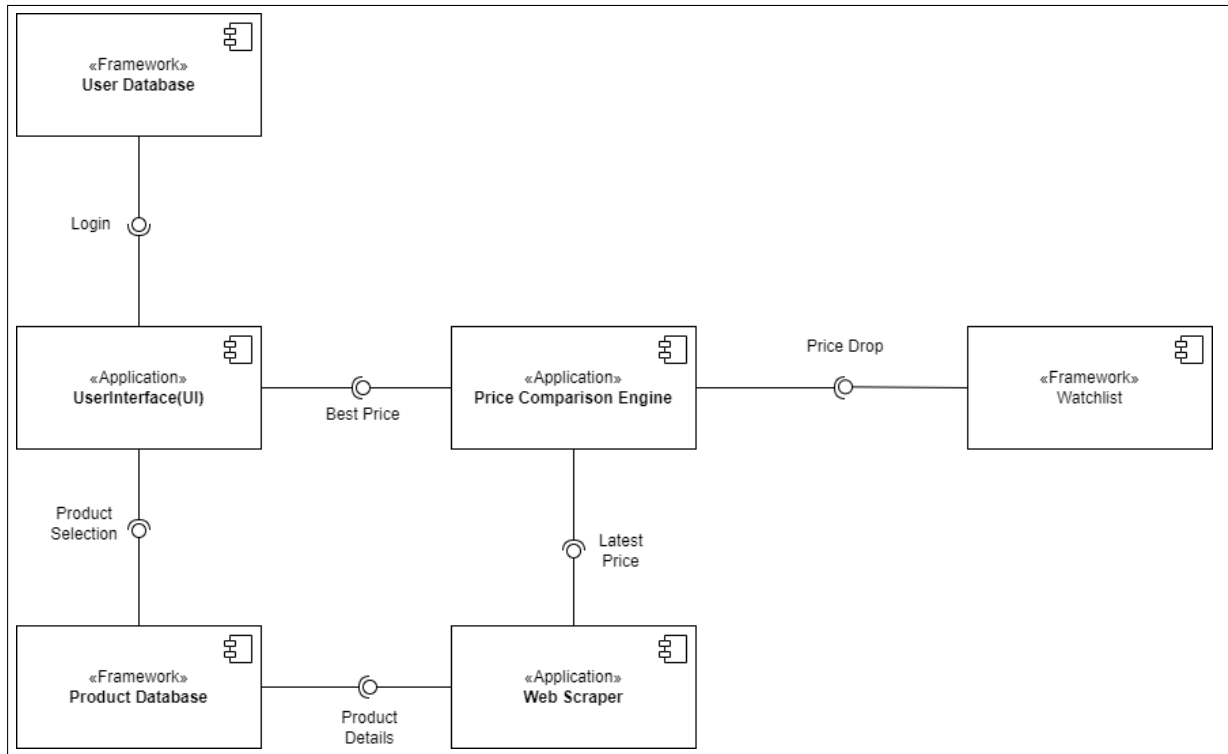 «Framework»
User Database
Login
«Application»
UserInterface(UI)
Best Price
«Application»
Price Comparison Engine
Price Drop
«Framework»
Watchlist
Product
Selection
Latest
Price
«Framework»
Product Database
Product
Details
«Application»
Web Scraper